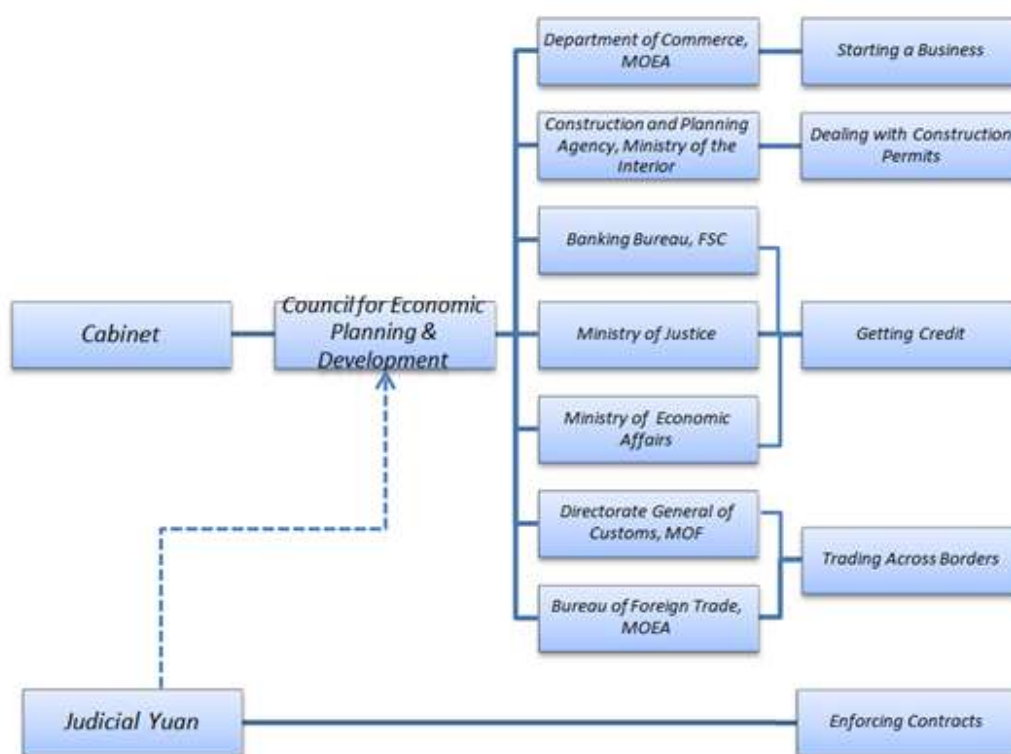 Department of Commerce,
MOEA
Starting a Business
Construction and Planning
Agency, Ministry of the
Interior
Dealing with Construction
Permits
Banking Bureau, FSC
Cabinet
Council for Economic
Planning &
Development
Ministry of Justice
Getting Credit
Ministry of Economic
Affairs
Directorate General of
Customs, MOF
Trading Across Borders
Bureau of Foreign Trade,
MOEA
Judicial Yuan
Enforcing Contracts